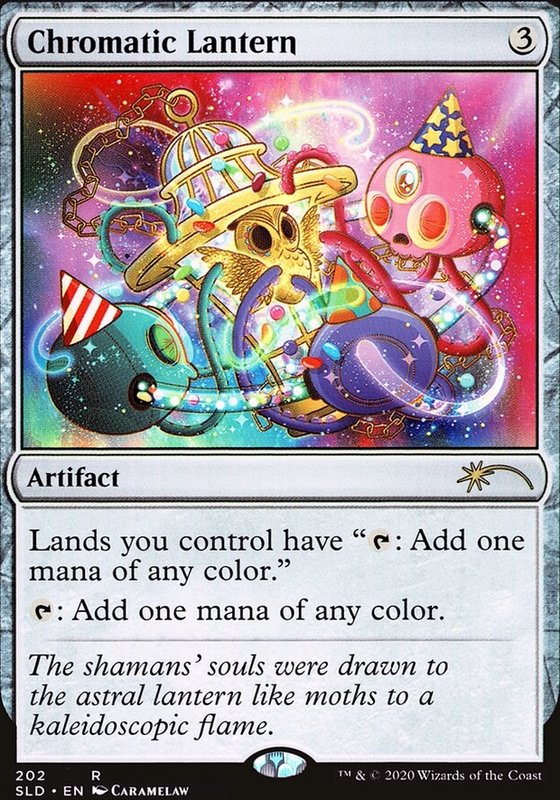 Chromatic Lantern 3
Artifact
Lands you control have “: Add one
mana of any color.”
: Add one mana of any color.
The shamans’ souls were drawn to
the astral lantern like moths to a
kaleidoscopic flame.
202 R
SLD • EN CARAMELAW
™ & © 2020 Wizards of the Coast